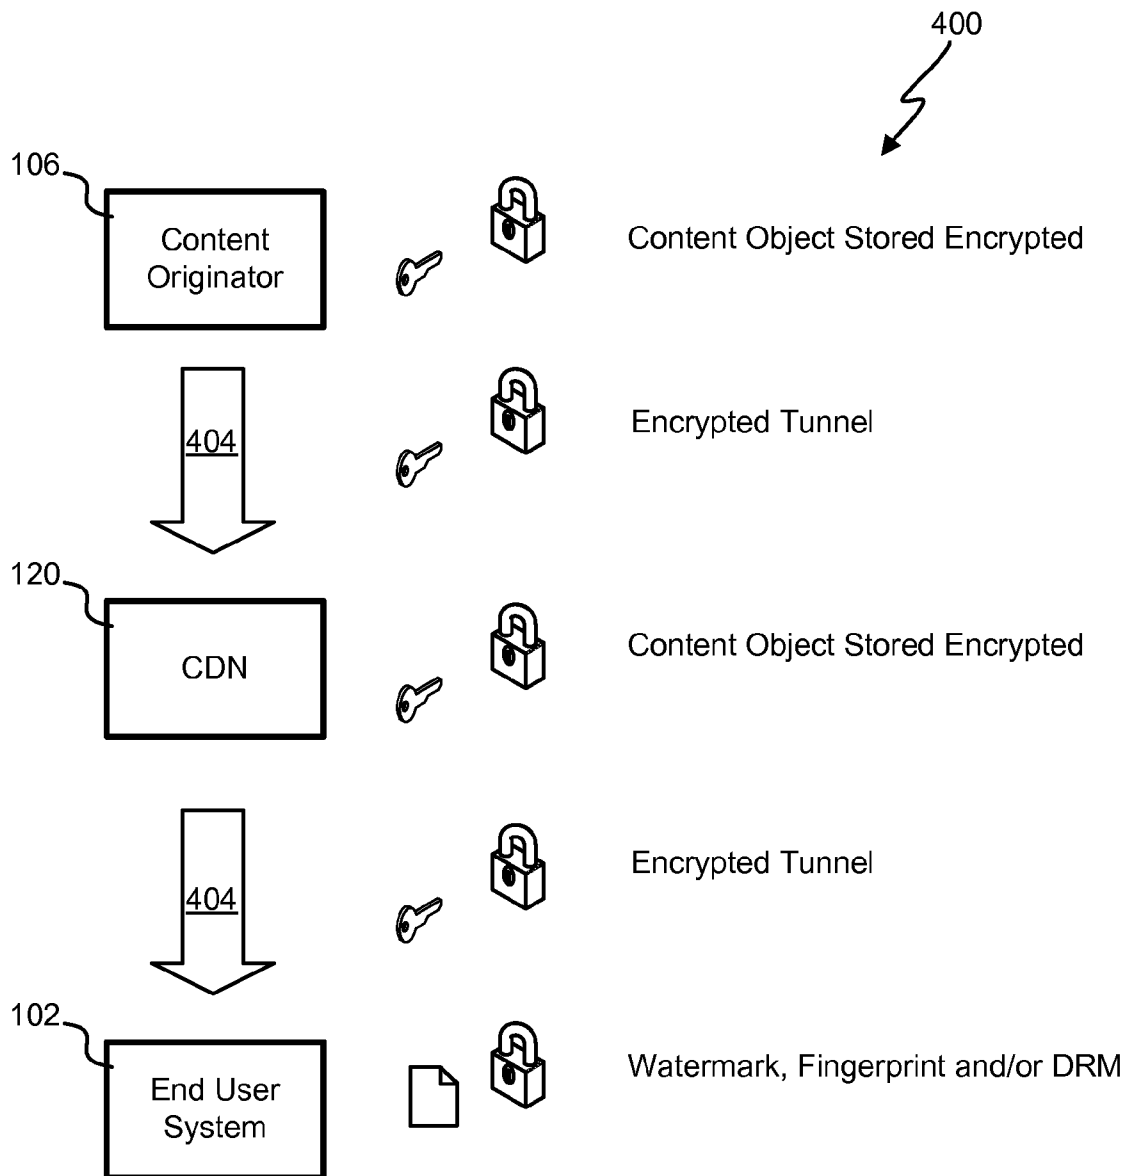 400
106
Content
Originator
Content Object Stored Encrypted
404
Encrypted Tunnel
120
CDN
Content Object Stored Encrypted
404
Encrypted Tunnel
102
End User
System
Watermark, Fingerprint and/or DRM